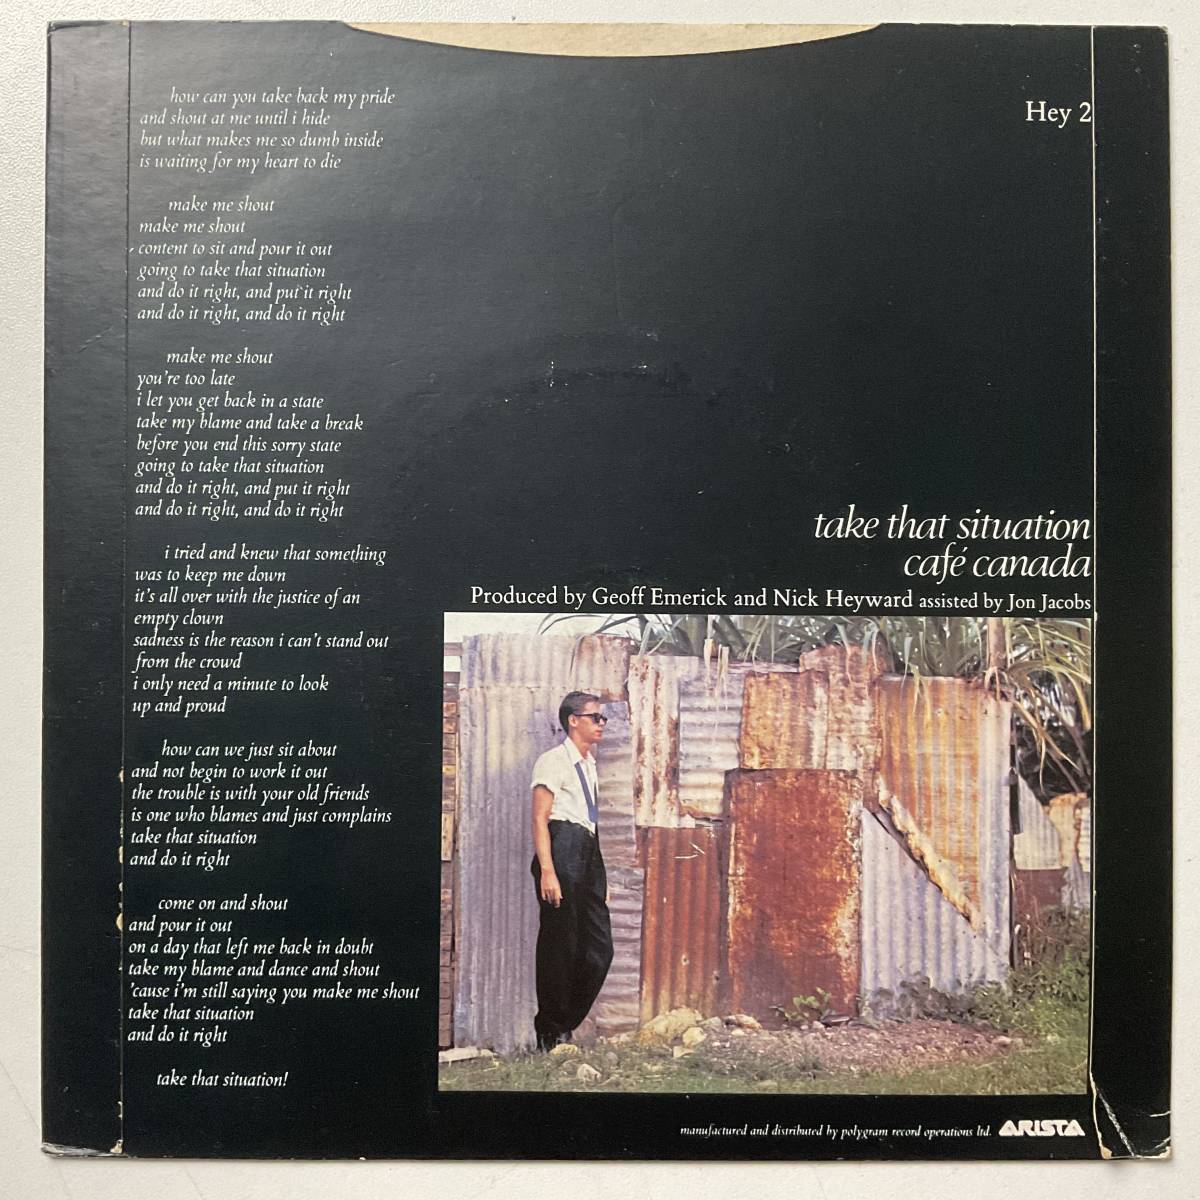 how can you take back my pride
and shout at me until i hide
but what makes me so dumb inside
is waiting for my heart to die
make me shout
make me shout
content to sit and pour it out
going to take that situation
and do it right, and put it right
and do it right, and do it right
make me shout
you're too late
i let you get back in a state
take my blame and take a break
before you end this sorry state
going to take that situation
and do it right, and put it right
and do it right, and do it right
i tried and knew that something
was to keep me down
it's all over with the justice of an
empty clown
sadness is the reason i can't stand out
from the crowd
i only need a minute to look
up and proud
how can we just sit about
and not begin to work it out
the trouble is with your old friends
is one who blames and just complains
take that situation
and do it right
come on and shout
and pour it out
on a day that left me back in doubt
take my blame and dance and shout
'cause i'm still saying you make me shout
take that situation
and do it right
take that situation!
Hey 2
take that situation
café canada
Produced by Geoff Emerick and Nick Heyward assisted by Jon Jacobs
manufactured and distributed by polygram record operations ltd. ARISTA